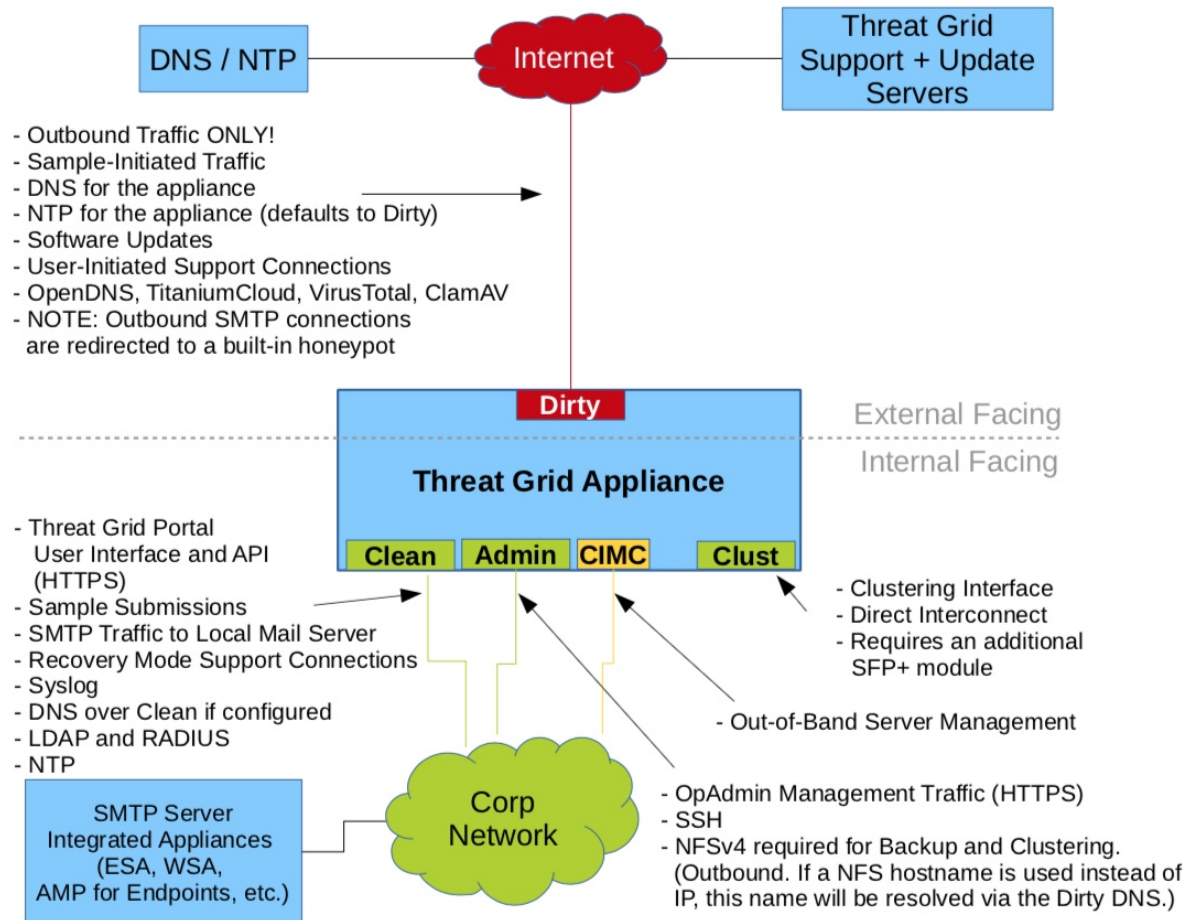 DNS / NTP
Internet
Threat Grid
Support + Update
Servers
- Outbound Traffic ONLY!
- Sample-Initiated Traffic
- DNS for the appliance
- NTP for the appliance (defaults to Dirty)
- Software Updates
- User-Initiated Support Connections
- OpenDNS, TitaniumCloud, VirusTotal, ClamAV
- NOTE: Outbound SMTP connections
are redirected to a built-in honeypot
Dirty
External Facing
Internal Facing
Threat Grid Appliance
Clean
Admin
CIMC
Clust
- Threat Grid Portal
User Interface and API
(HTTPS)
- Sample Submissions
- SMTP Traffic to Local Mail Server
- Recovery Mode Support Connections
- Syslog
- DNS over Clean if configured
- LDAP and RADIUS
- NTP
- Clustering Interface
- Direct Interconnect
- Requires an additional
SFP+ module
- Out-of-Band Server Management
Corp
Network
- OpAdmin Management Traffic (HTTPS)
- SSH
- NFSv4 required for Backup and Clustering.
(Outbound. If a NFS hostname is used instead of
IP, this name will be resolved via the Dirty DNS.)
SMTP Server
Integrated Appliances
(ESA, WSA,
AMP for Endpoints, etc.)